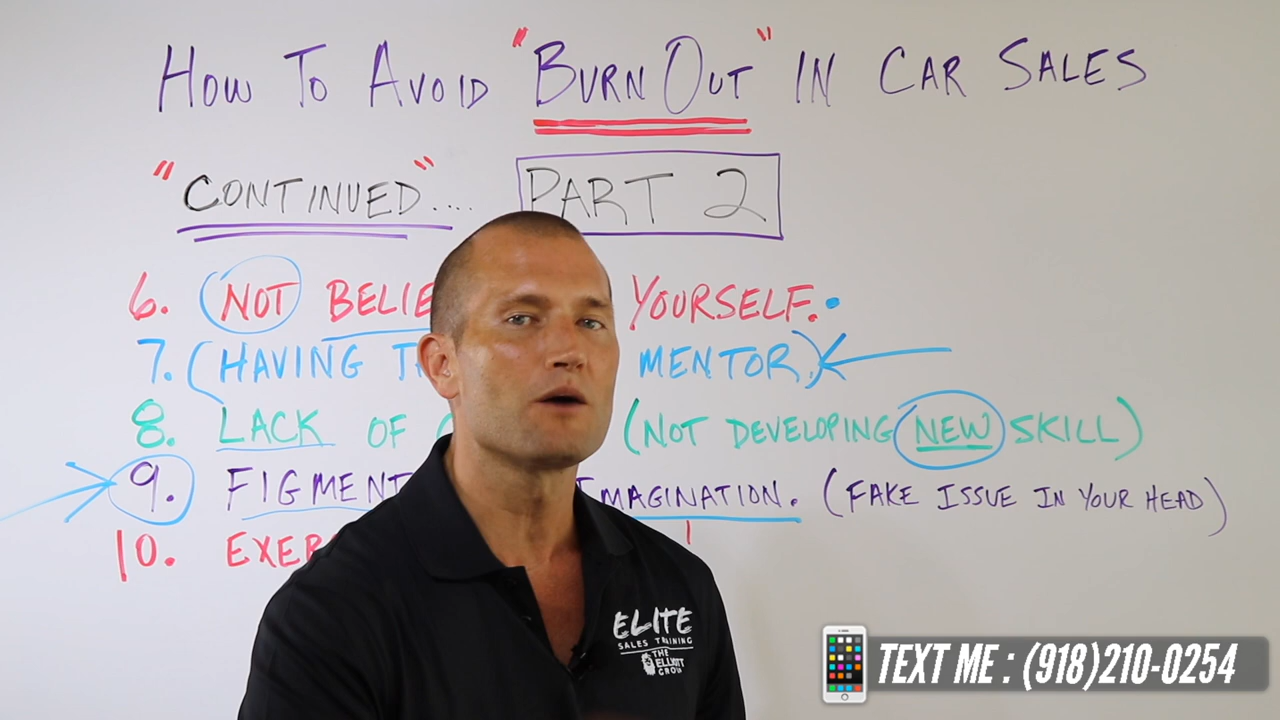 How To Avoid "Burn Out" IN CAR SALES
"CONTINUED".... PART 2
6. NOT BELIE YOURSELF.
7. (HAVING MENTOR)
8. LACK OF (NOT DEVELOPING NEW SKILL)
9. FIGMENT IMAGINATION. (FAKE ISSUE IN YOUR HEAD)
10. EXER
ELITE
SALES TRAINING
THE
ELLIOTT
GROUP
TEXT ME : (918)210-0254